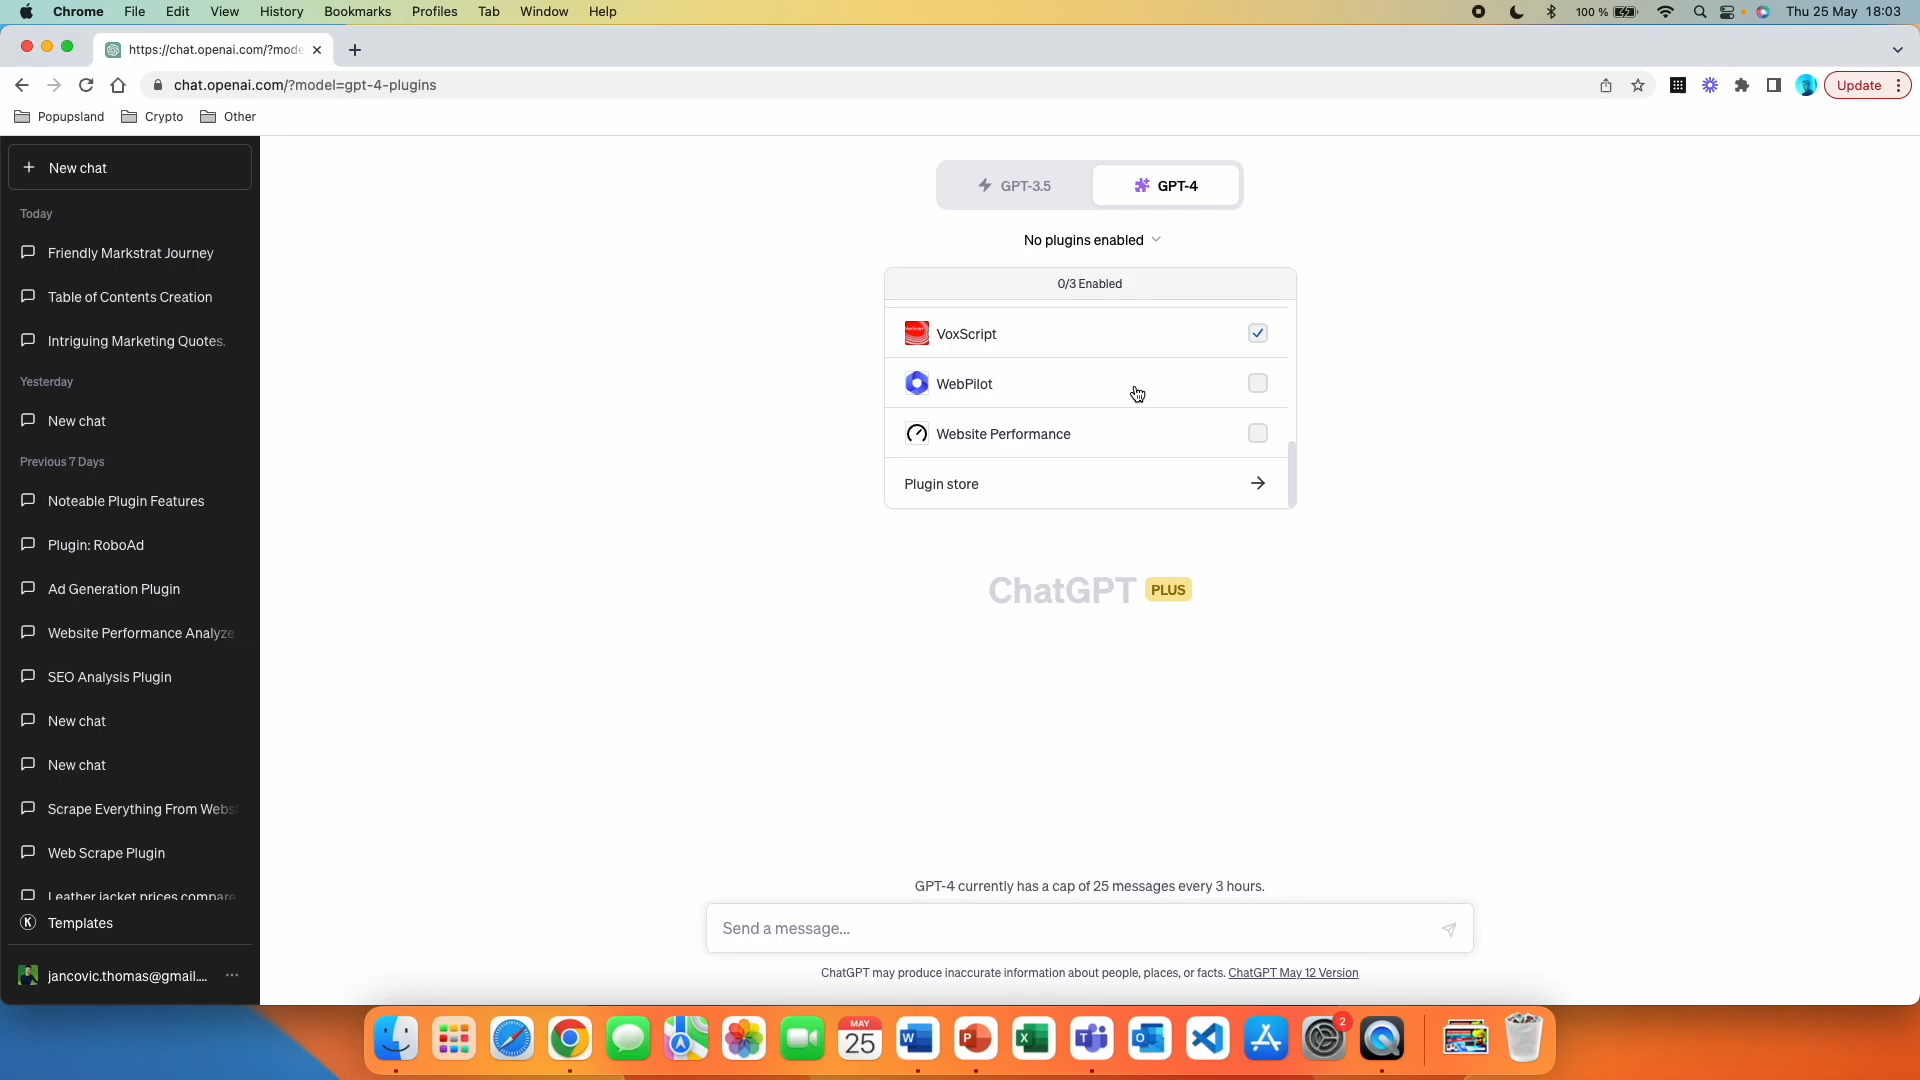 Chrome File Edit View History Bookmarks Profiles Tab Window Help 100 % Thu 25 May 18:03
https://chat.openai.com/?mode
chat.openai.com/?model=gpt-4-plugins Update
Popupsland Crypto Other
New chat
Today
Friendly Markstrat Journey
Table of Contents Creation
Intriguing Marketing Quotes.
Yesterday
New chat
Previous 7 Days
Noteable Plugin Features
Plugin: RoboAd
Ad Generation Plugin
Website Performance Analyze
SEO Analysis Plugin
New chat
New chat
Scrape Everything From Webs
Web Scrape Plugin
Leather jacket prices compare
K Templates
jancovic.thomas@gmail....
GPT-3.5 GPT-4
No plugins enabled
0/3 Enabled
VoxScript
WebPilot
Website Performance
Plugin store
ChatGPT PLUS
GPT-4 currently has a cap of 25 messages every 3 hours.
Send a message...
ChatGPT may produce inaccurate information about people, places, or facts. ChatGPT May 12 Version
MAY
25
W P X T O 2